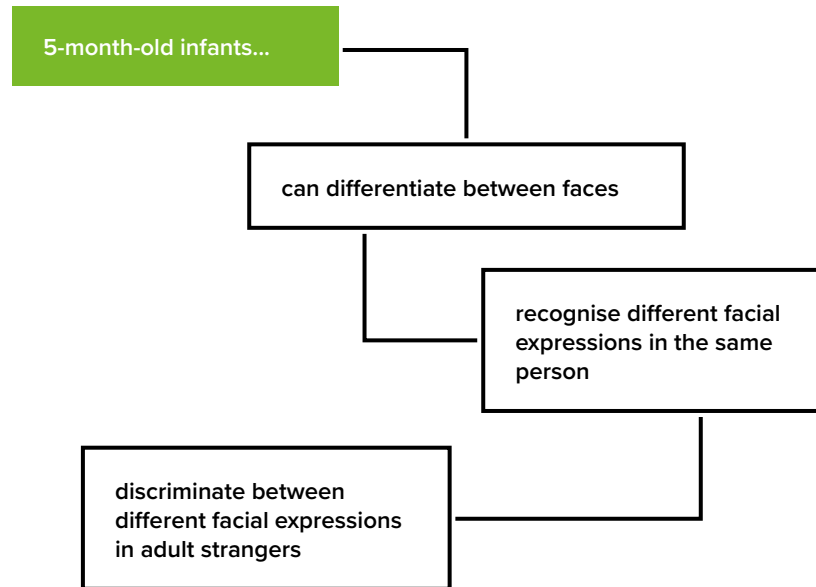 5-month-old infants...
can differentiate between faces
recognise different facial
expressions in the same
person
discriminate between
different facial expressions
in adult strangers